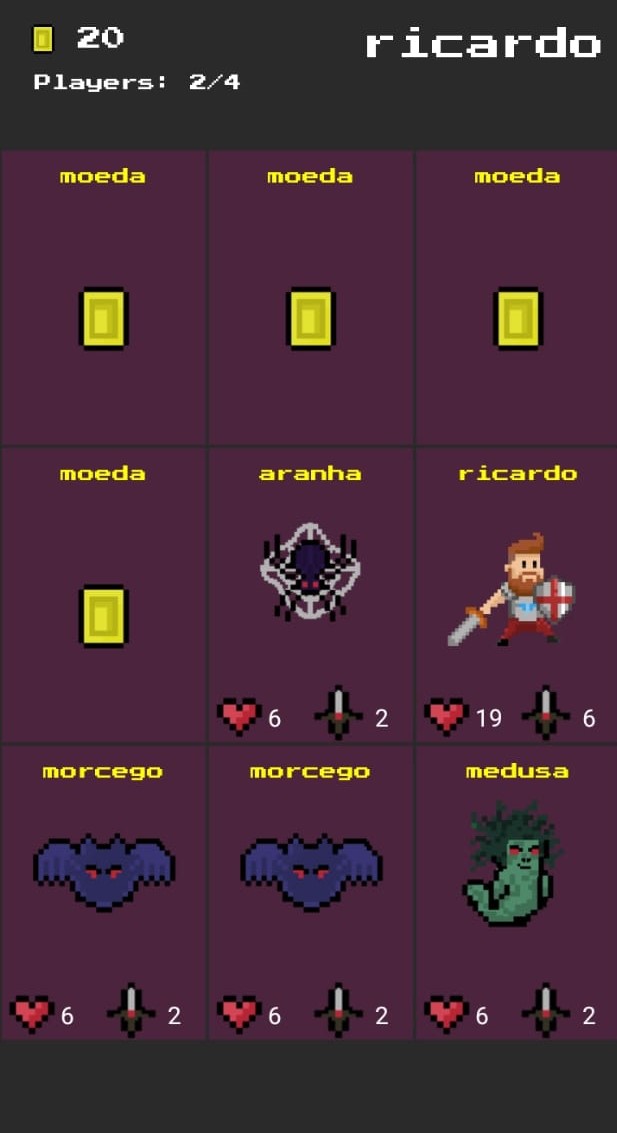 20
ricardo
Players: 2/4
moeda moeda moeda
moeda aranha ricardo
6 2 19 6
morcego morcego medusa
6 2 6 2 6 2